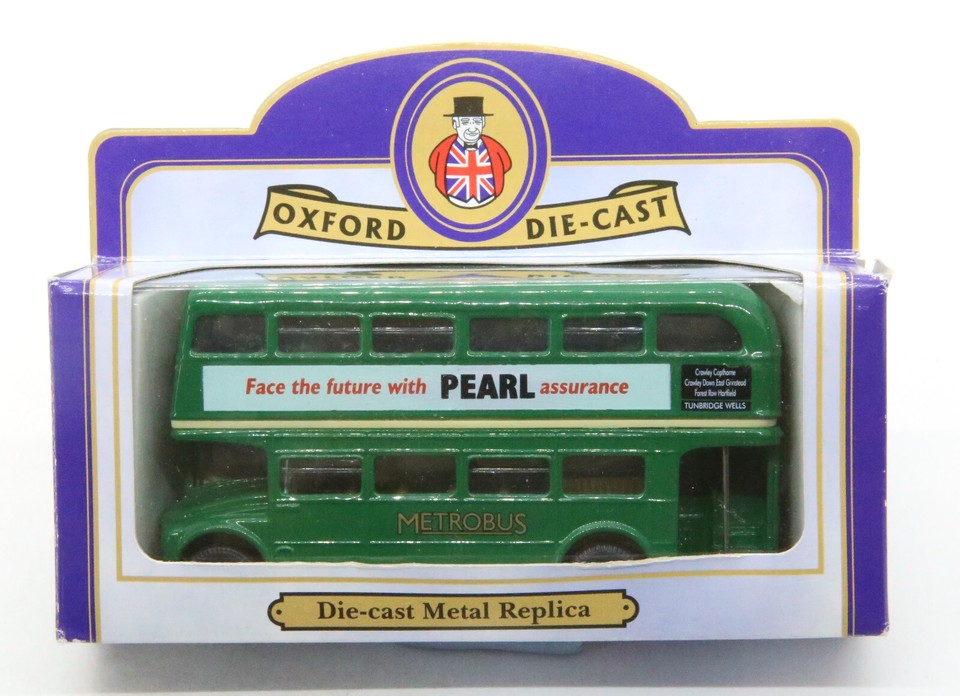 OXFORD DIE-CAST
Face the future with PEARL assurance
Crawley Copthorne
Crawley Down East Grinstead
Forest Row Hartfield
TUNBRIDGE WELLS
METROBUS
Die-cast Metal Replica